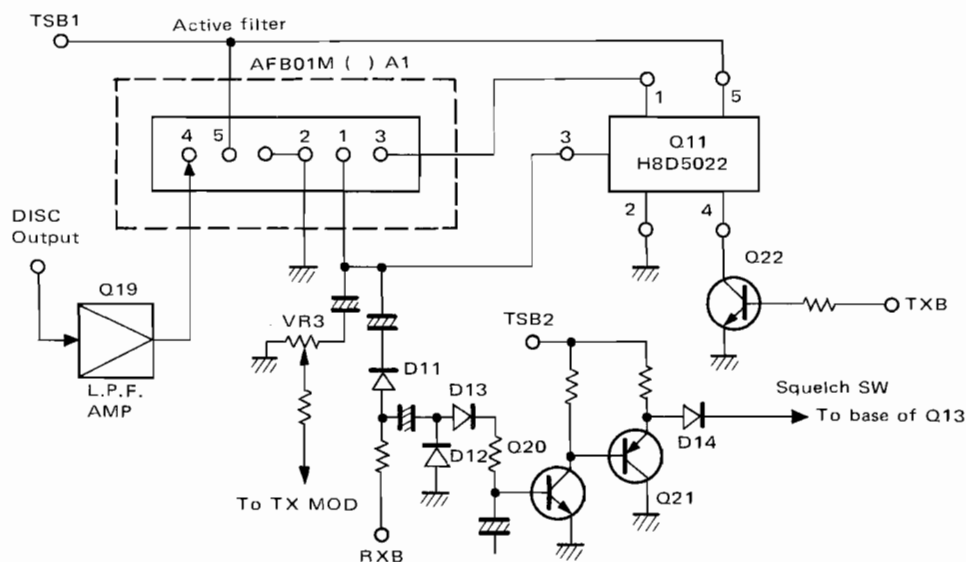 TSB1
Active filter
AFB01M ( ) A1
4
5
2
1
3
1
5
3
Q11
H8D5022
2
4
DISC
Output
Q19
L.P.F.
AMP
VR3
Q22
TXB
TSB2
D11
D13
Squelch SW
To base of Q13
D14
D12
Q20
Q21
To TX MOD
RXB